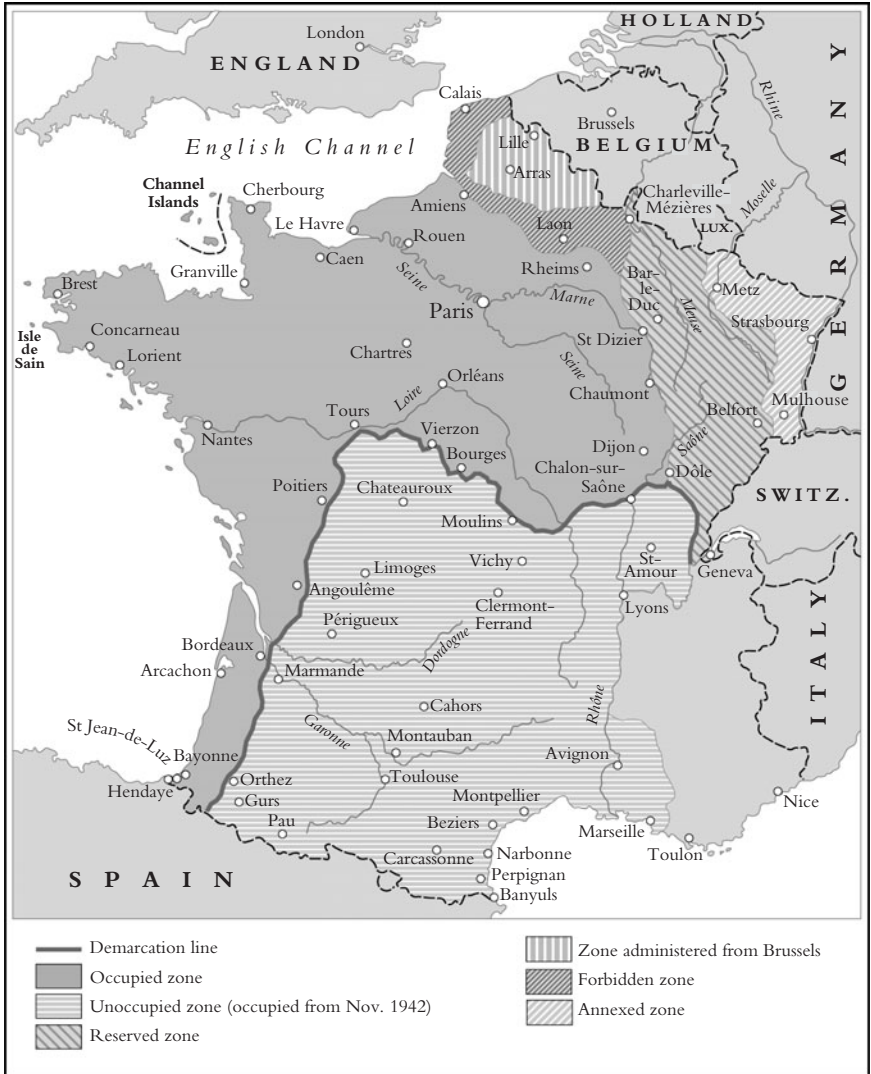 HOLLAND
London
ENGLAND
GERMANY
Rhine
Calais
Brussels
Lille
BELGIUM
English Channel
Arras
Channel
Islands
Cherbourg
Charleville-
Mézières
Moselle
Amiens
LUX.
Le Havre
Rouen
Laon
Caen
Granville
Seine
Rheims
Bar-
le-
Duc
Metz
Brest
Paris
Marne
Meuse
Strasbourg
Isle
de
Sain
Concarneau
Lorient
Chartres
St Dizier
Seine
Orléans
Chaumont
Mulhouse
Loire
Tours
Belfort
Nantes
Vierzon
Bourges
Dijon
Saône
Chalon-sur-
Saône
Dôle
Poitiers
Chateauroux
SWITZ.
Moulins
Vichy
St-
Amour
Geneva
Limoges
Angoulême
Clermont-
Ferrand
Lyons
ITALY
Périgueux
Bordeaux
Dordogne
Arcachon
Marmande
Rhône
Cahors
St Jean-de-Luz
Garonne
Montauban
Bayonne
Avignon
Hendaye
Orthez
Toulouse
Gurs
Montpellier
Nice
Pau
Beziers
Marseille
Toulon
Carcassonne
Narbonne
Perpignan
SPAIN
Banyuls
Demarcation line
Occupied zone
Unoccupied zone (occupied from Nov. 1942)
Reserved zone
Zone administered from Brussels
Forbidden zone
Annexed zone